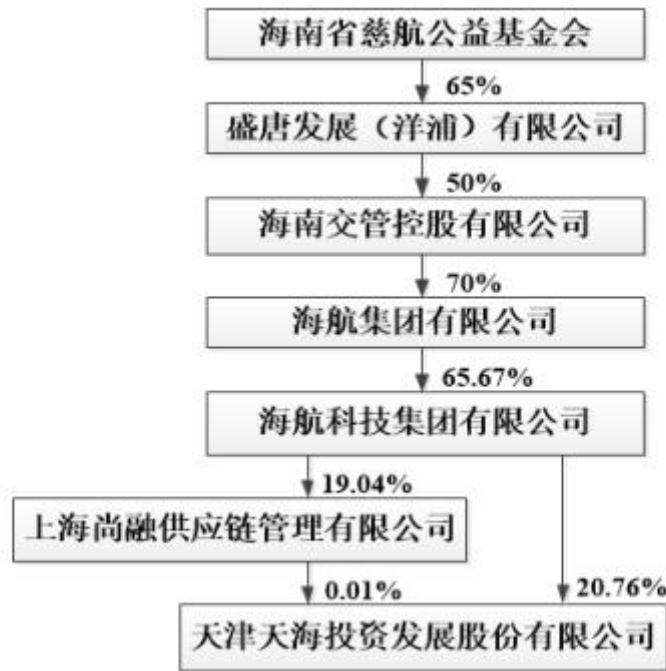 海南省慈航公益基金会
65%
盛唐发展（洋浦）有限公司
50%
海南交管控股有限公司
70%
海航集团有限公司
65.67%
海航科技集团有限公司
19.04%
上海尚融供应链管理有限公司
0.01%
20.76%
天津天海投资发展股份有限公司